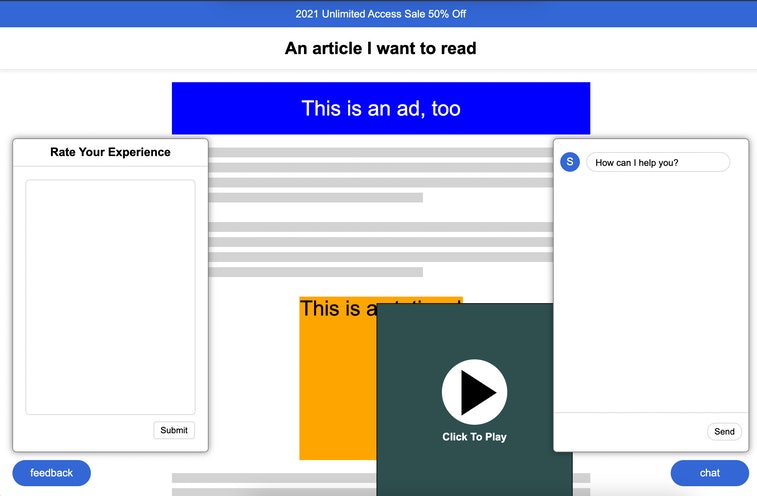 2021 Unlimited Access Sale 50% Off
An article I want to read
This is an ad, too
Rate Your Experience
S
How can I help you?
This is a
Click To Play
Submit
Send
feedback
chat